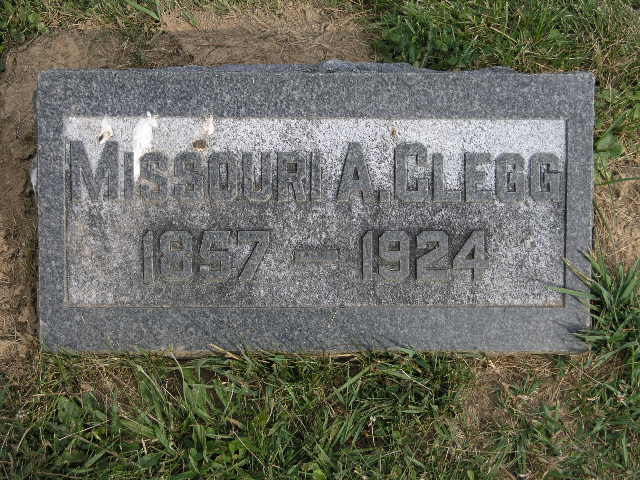 MISSOURI A. CLEGG
1857 — 1924